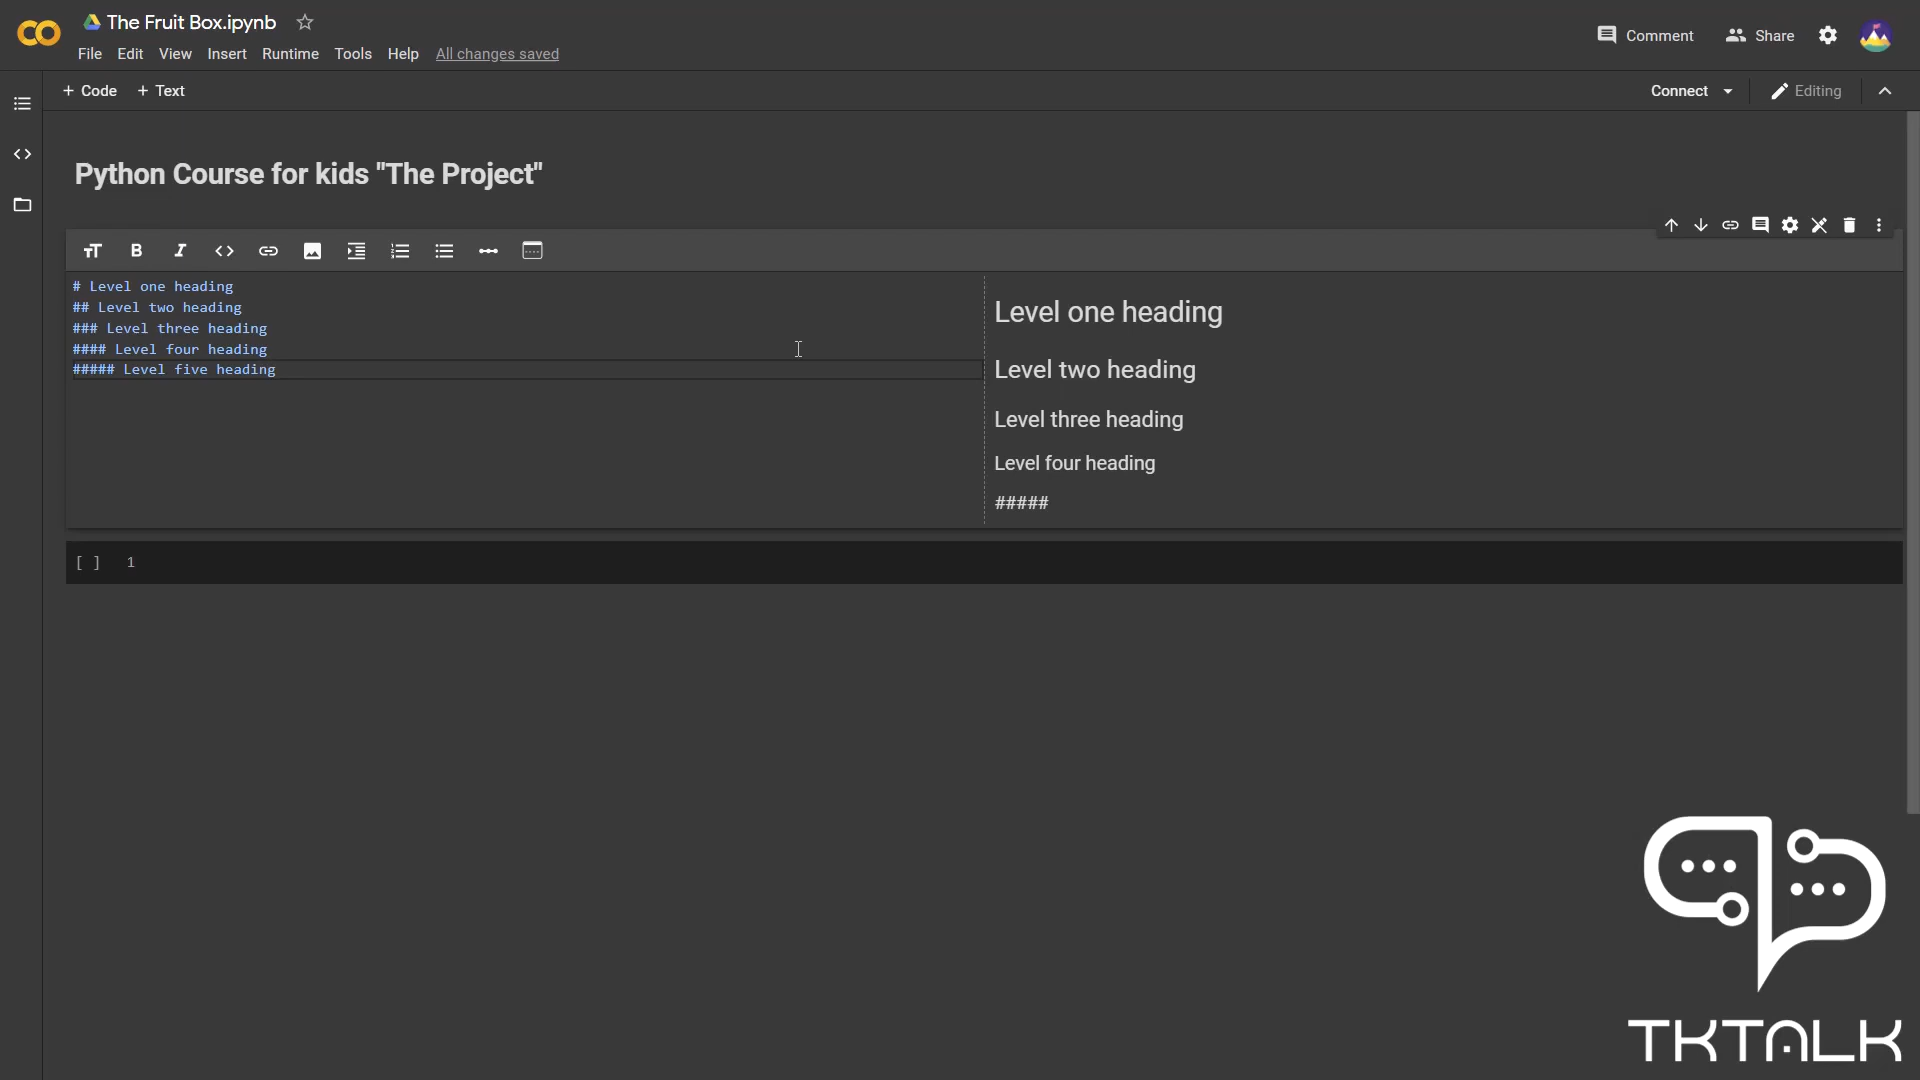 The Fruit Box.ipynb
File Edit View Insert Runtime Tools Help All changes saved
Comment Share
+ Code + Text
Connect Editing
Python Course for kids "The Project"
# Level one heading
## Level two heading
### Level three heading
#### Level four heading
##### Level five heading
Level one heading
Level two heading
Level three heading
Level four heading
#####
[ ] 1
TKTALK